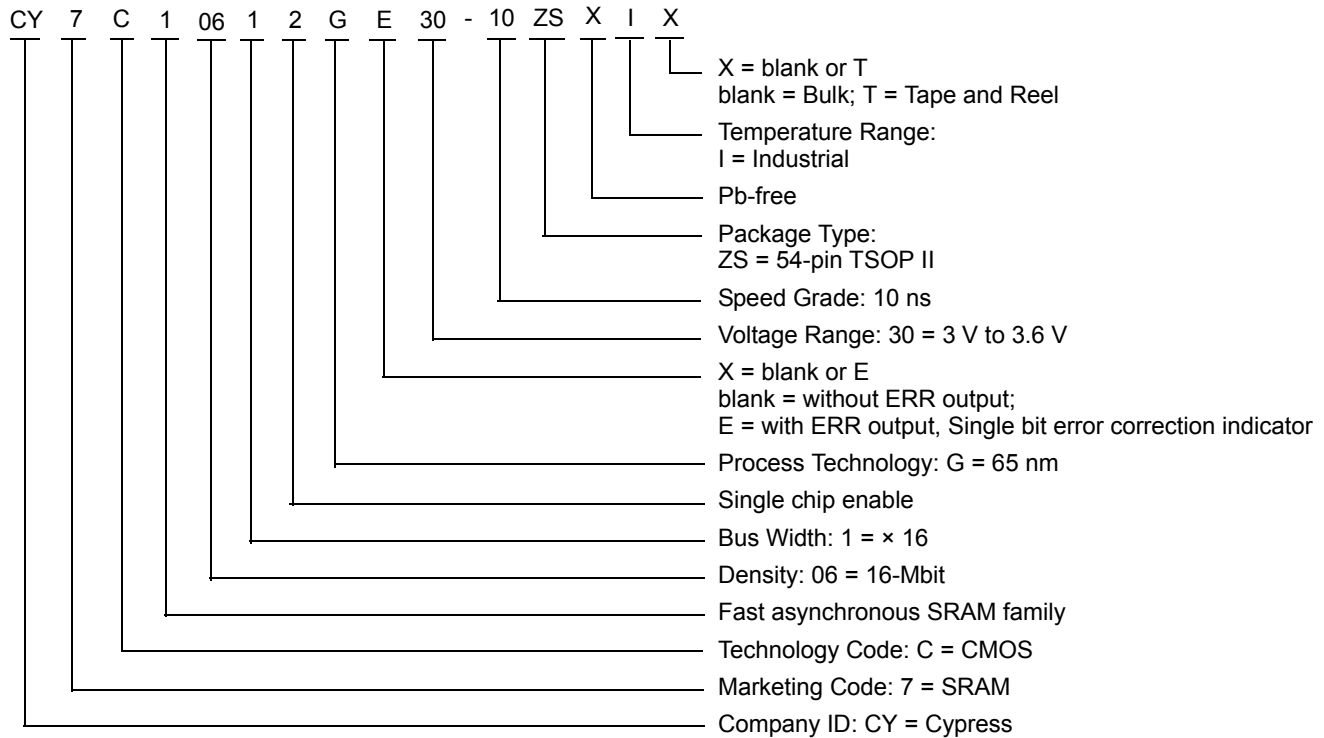 CY 7 C 1 06 1 2 G E 30 - 10 ZS X I X
X = blank or T
blank = Bulk; T = Tape and Reel
Temperature Range:
I = Industrial
Pb-free
Package Type:
ZS = 54-pin TSOP II
Speed Grade: 10 ns
Voltage Range: 30 = 3 V to 3.6 V
X = blank or E
blank = without ERR output;
E = with ERR output, Single bit error correction indicator
Process Technology: G = 65 nm
Single chip enable
Bus Width: 1 = × 16
Density: 06 = 16-Mbit
Fast asynchronous SRAM family
Technology Code: C = CMOS
Marketing Code: 7 = SRAM
Company ID: CY = Cypress